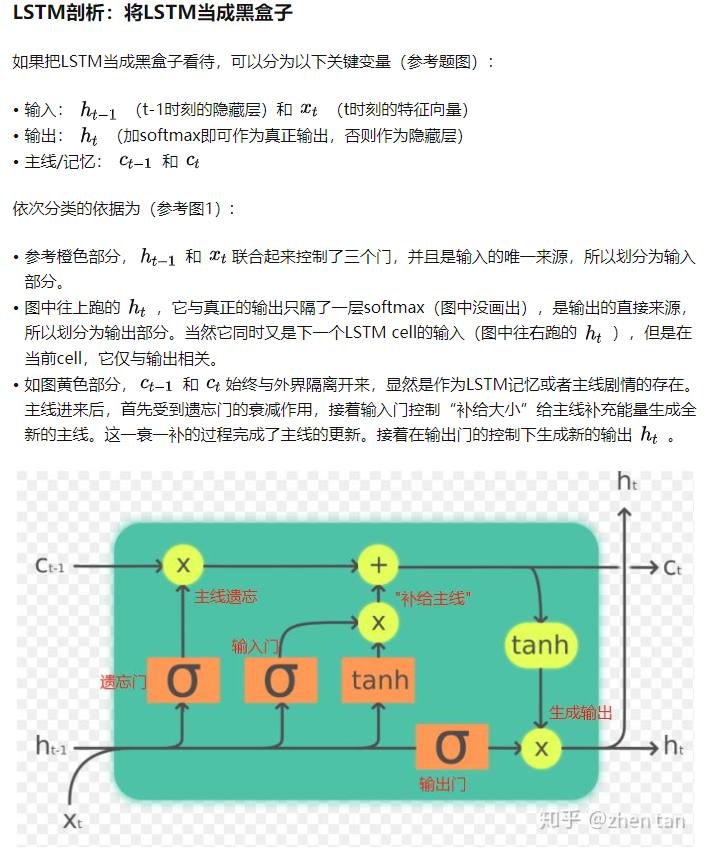 LSTM剖析：将LSTM当成黑盒子
如果把LSTM当成黑盒子看待，可以分为以下关键变量（参考题图）：
• 输入： h_{t-1} （t-1时刻的隐藏层）和 x_t （t时刻的特征向量）
• 输出： h_t （加softmax即可作为真正输出，否则作为隐藏层）
• 主线/记忆： c_{t-1} 和 c_t
依次分类的依据为（参考图1）：
• 参考橙色部分， h_{t-1} 和 x_t 联合起来控制了三个门，并且是输入的唯一来源，所以划分为输入
部分。
• 图中往上跑的 h_t ，它与真正的输出只隔了一层softmax（图中没画出），是输出的直接来源，
所以划分为输出部分。当然它同时又是下一个LSTM cell的输入（图中往右跑的 h_t ），但是在
当前cell，它仅与输出相关。
• 如图黄色部分， c_{t-1} 和 c_t 始终与外界隔离开来，显然是作为LSTM记忆或者主线剧情的存在。
主线进来后，首先受到遗忘门的衰减作用，接着输入门控制“补给大小”给主线补充能量生成全
新的主线。这一衰一补的过程完成了主线的更新。接着在输出门的控制下生成新的输出 h_t 。
h_t
C_{t-1}
x
+
C_t
主线遗忘
"补给主线"
x
输入门
tanh
遗忘门
σ
σ
tanh
生成输出
h_{t-1}
σ
x
h_t
输出门
X_t
知乎 @zhen tan